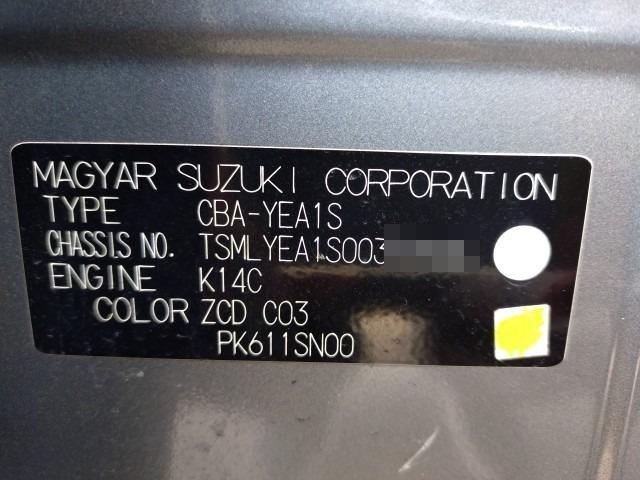 MAGYAR SUZUKI CORPORATION
TYPE CBA-YEA1S
CHASSIS NO. TSMLYEA1S003
ENGINE K14C
COLOR ZCD C03
PK611SN00